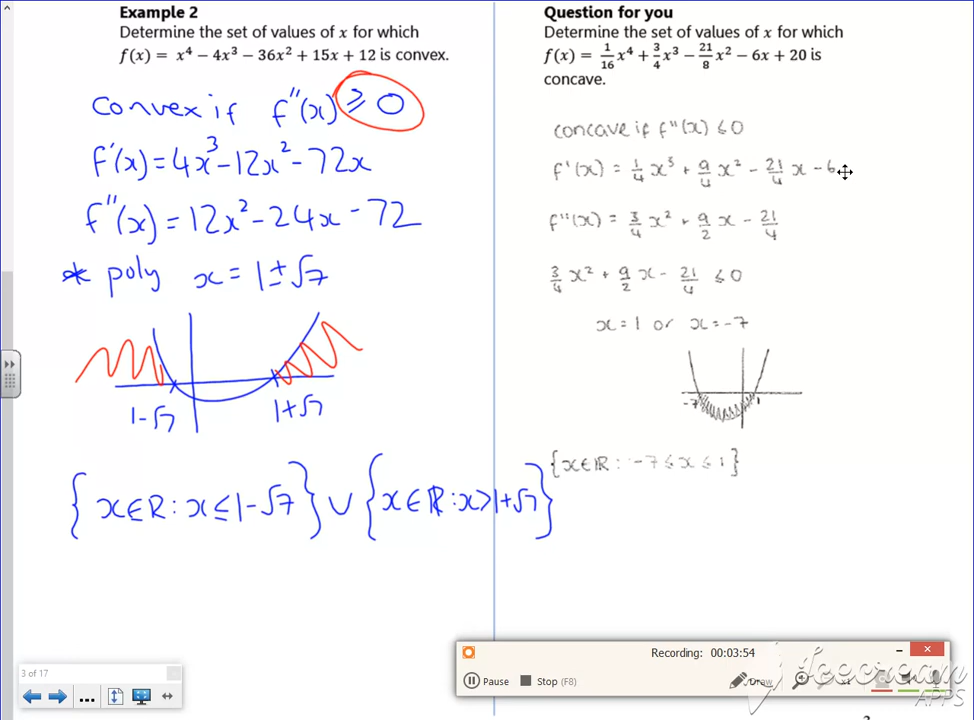 Example 2
Determine the set of values of x for which
f(x) = x⁴ − 4x³ − 36x² + 15x + 12 is convex.
Convex if f''(x) ≥ 0
f'(x) = 4x³ - 12x² - 72x
f''(x) = 12x² - 24x - 72
* poly x = 1 ± √7
1-√7 1+√7
{x∈R: x ≤ 1-√7} ∪ {x∈R: x>1+√7}
Question for you
Determine the set of values of x for which
f(x) = 1/16 x⁴ + 3/4 x³ − 21/8 x² − 6x + 20 is
concave.
concave if f''(x) ≤ 0
f'(x) = 1/4 x³ + 9/4 x² - 21/4 x - 6
f''(x) = 3/4 x² + 9/2 x - 21/4
3/4 x² + 9/2 x - 21/4 ≤ 0
x = 1 or x = -7
-7 1
{x∈R: -7 ≤ x ≤ 1}
3 of 17
Recording: 00:03:54
Pause Stop (F8) Draw x1
Icecream
APPS